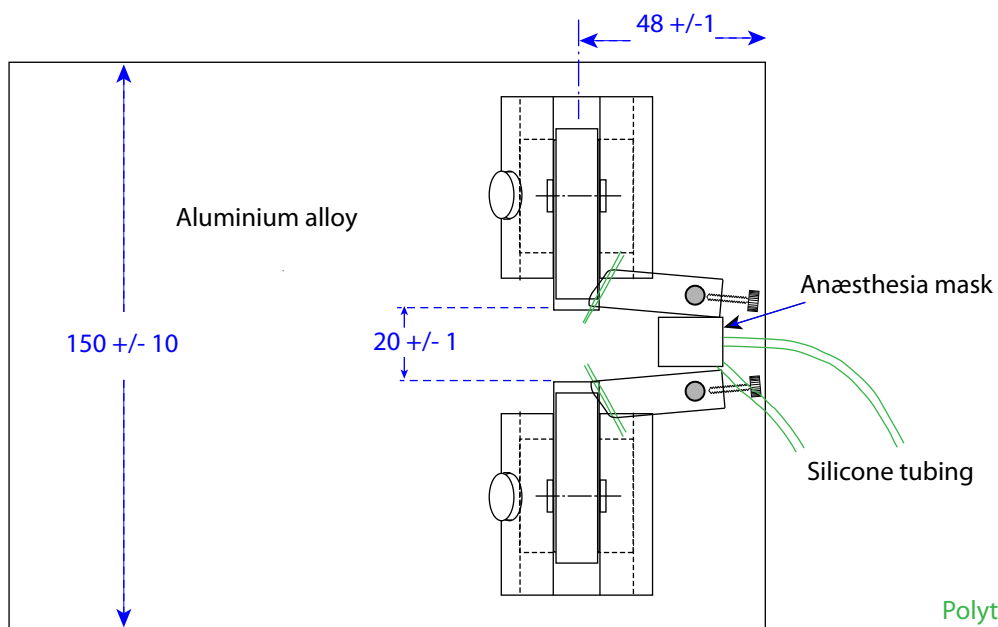 48 +/-1
Aluminium alloy
Anæsthesia mask
150 +/- 10
20 +/- 1
Silicone tubing
Polyt